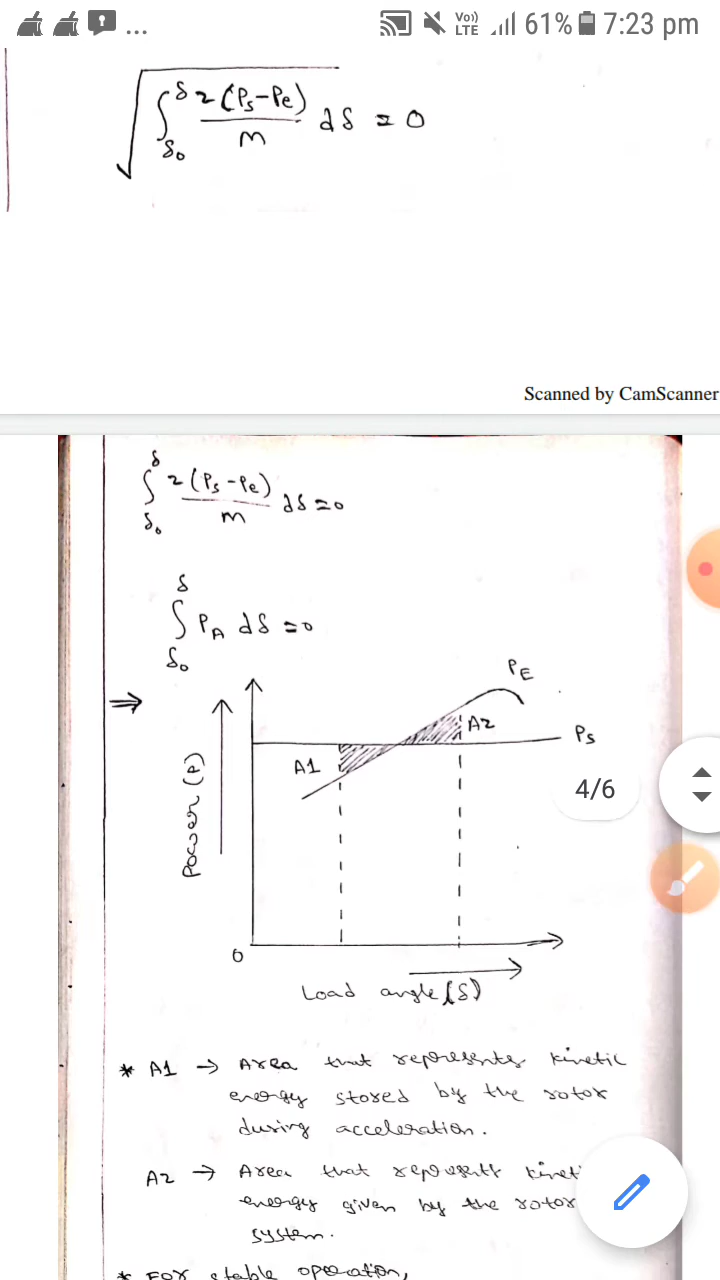 ... Vo)) LTE 61% 7:23 pm
√ ∫δ₀^δ 2(Ps-Pe)/m dδ = 0
Scanned by CamScanner
∫δ₀^δ 2(Ps-Pe)/m dδ = 0
∫δ₀^δ PA dδ = 0
⇒
PE
A2
Ps
A1
Power (P)
4/6
0
Load angle (δ)
* A1 → Area that represents kinetic
energy stored by the rotor
during acceleration.
A2 → Area that represents kineti
energy given by the rotor
system.
* For stable operation,